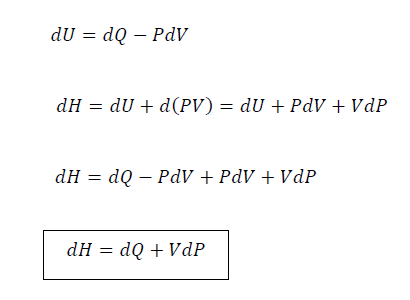 dU = dQ − PdV
dH = dU + d(PV) = dU + PdV + VdP
dH = dQ − PdV + PdV + VdP
dH = dQ + VdP